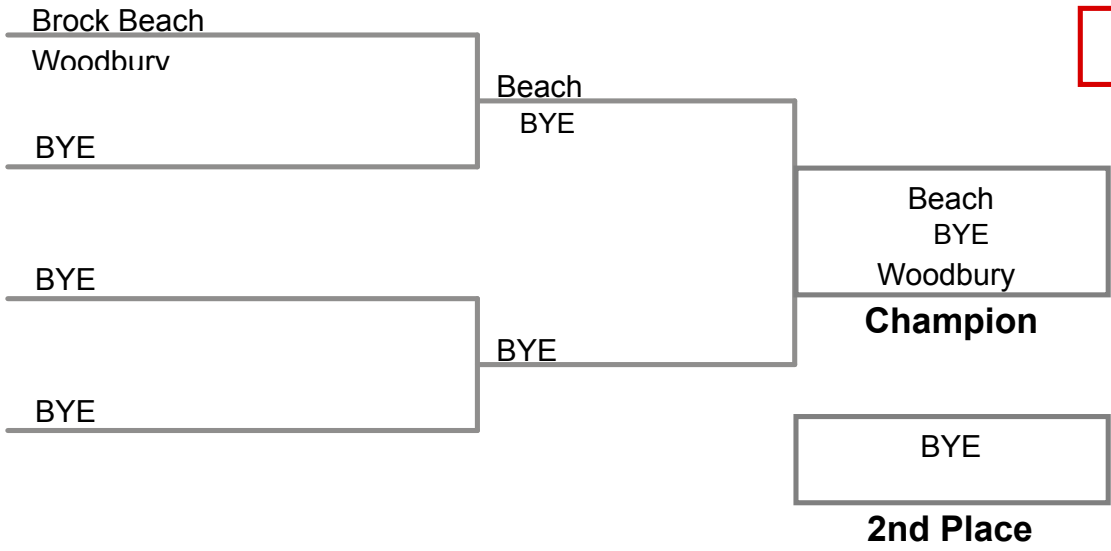 Brock Beach
Woodbury
BYE
Beach
BYE
BYE
BYE
BYE
Beach
BYE
Woodbury
Champion
BYE
2nd Place